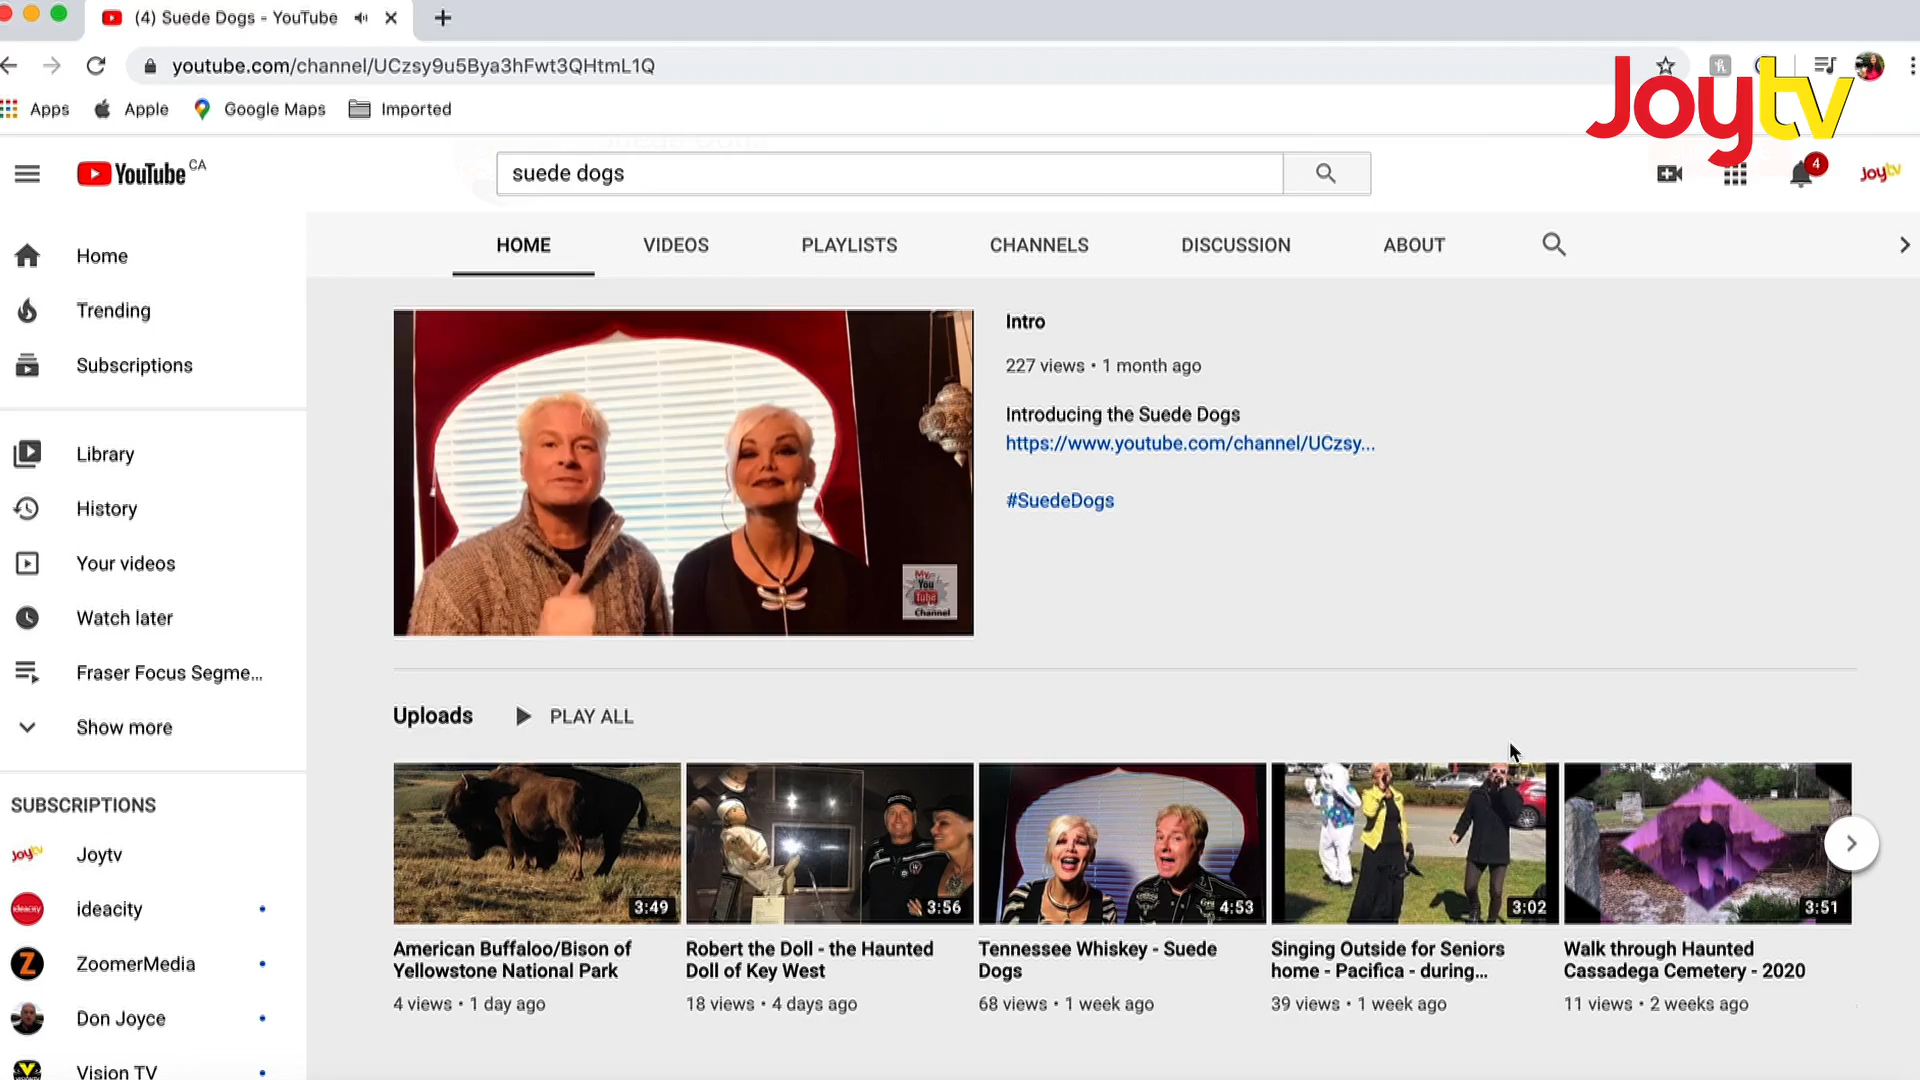 (4) Suede Dogs - YouTube
youtube.com/channel/UCzsy9u5Bya3hFwt3QHtmL1Q
Joytv
Apps
Apple
Google Maps
Imported
YouTube CA
suede dogs
4
Joytv
Home
Trending
Subscriptions
Library
History
Your videos
Watch later
Fraser Focus Segme...
Show more
SUBSCRIPTIONS
Joytv
Joytv
ideacity
ideacity
ZoomerMedia
Don Joyce
Vision TV
HOME
VIDEOS
PLAYLISTS
CHANNELS
DISCUSSION
ABOUT
My
You
Tube
Channel
Intro
227 views • 1 month ago
Introducing the Suede Dogs
https://www.youtube.com/channel/UCzsy...
#SuedeDogs
Uploads
PLAY ALL
3:49
American Buffaloo/Bison of
Yellowstone National Park
4 views • 1 day ago
3:56
Robert the Doll - the Haunted
Doll of Key West
18 views • 4 days ago
4:53
Tennessee Whiskey - Suede
Dogs
68 views • 1 week ago
3:02
Singing Outside for Seniors
home - Pacifica - during...
39 views • 1 week ago
3:51
Walk through Haunted
Cassadega Cemetery - 2020
11 views • 2 weeks ago